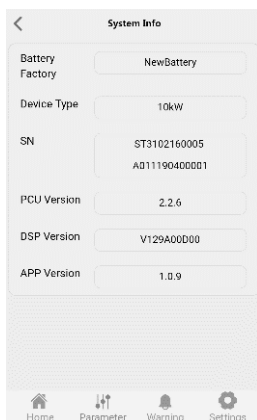 System Info
Battery
Factory
NewBattery
Device Type
10kW
SN
ST3102160005
A011190400001
PCU Version
2.2.6
DSP Version
V129A00D00
APP Version
1.0.9
Home
Parameter
Warning
Settings